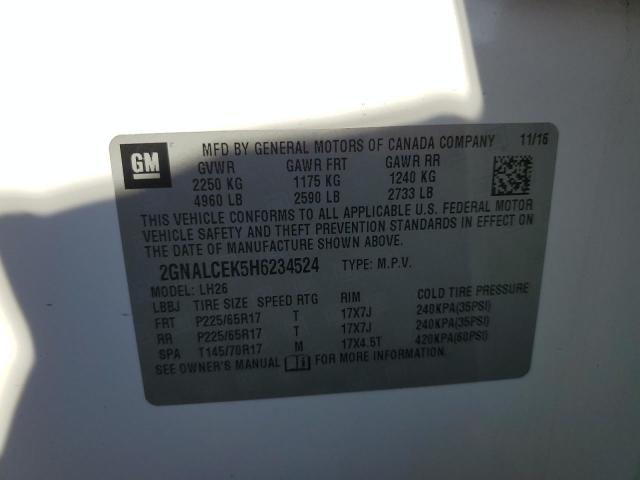 GM
MFD BY GENERAL MOTORS OF CANADA COMPANY 11/16
GVWR GAWR FRT GAWR RR
2250 KG 1175 KG 1240 KG
4960 LB 2590 LB 2733 LB
THIS VEHICLE CONFORMS TO ALL APPLICABLE U.S. FEDERAL MOTOR
VEHICLE SAFETY AND THEFT PREVENTION STANDARDS IN EFFECT ON
THE DATE OF MANUFACTURE SHOWN ABOVE.
2GNALCEK5H6234524 TYPE: M.P.V.
MODEL: LH26
LBBJ TIRE SIZE SPEED RTG RIM COLD TIRE PRESSURE
FRT P225/65R17 T 17X7J 240KPA(35PSI)
RR P225/65R17 T 17X7J 240KPA(35PSI)
SPA T145/70R17 M 17X4.5T 420KPA(60PSI)
SEE OWNER'S MANUAL FOR MORE INFORMATION.